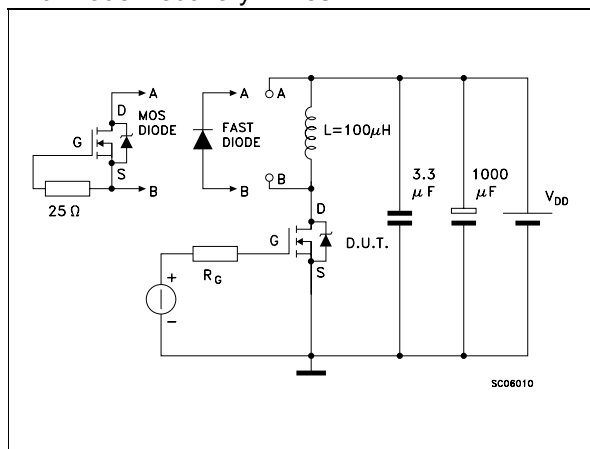 A
D
MOS
DIODE
G
S
B
25 Ω
A
FAST
DIODE
B
A
L=100μH
B
D
G
D.U.T.
S
+
−
R_G
3.3
μF
1000
μF
V_DD
SC06010